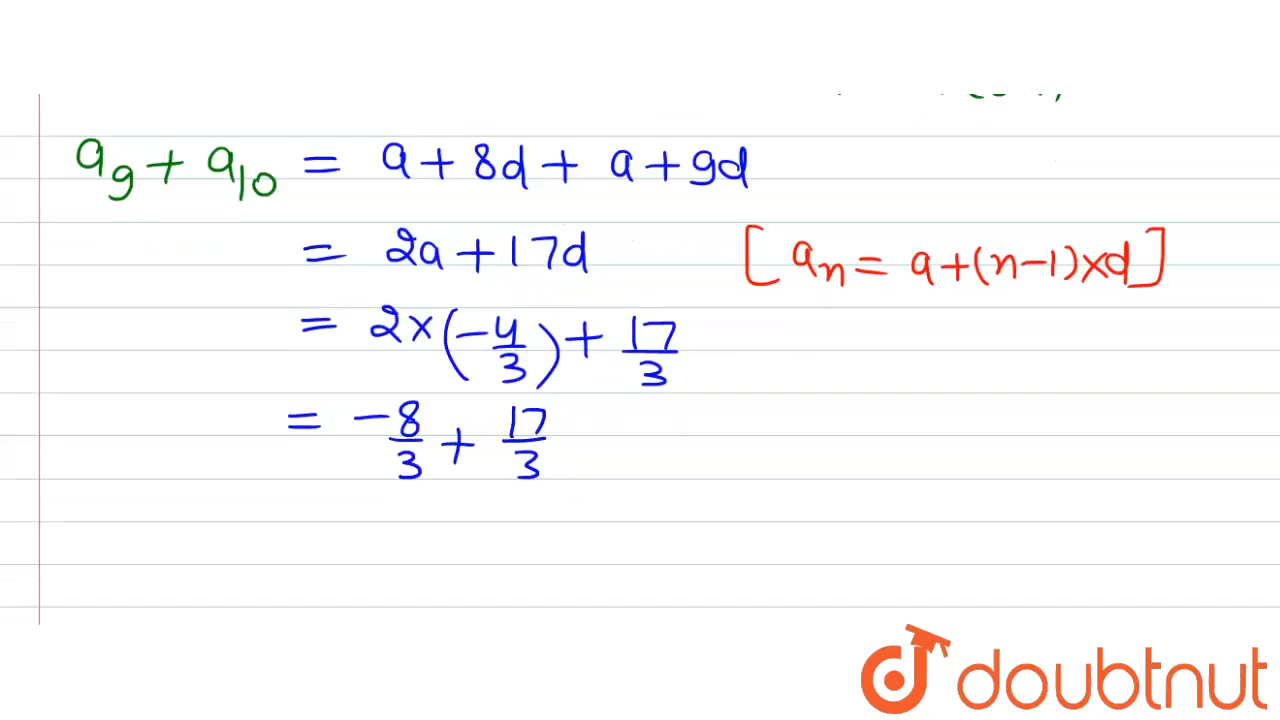 a₉ + a₁₀ = a + 8d + a + 9d
= 2a + 17d [aₙ = a + (n − 1) × d]
= 2 × (−4/3) + 17/3
= −8/3 + 17/3
doubtnut